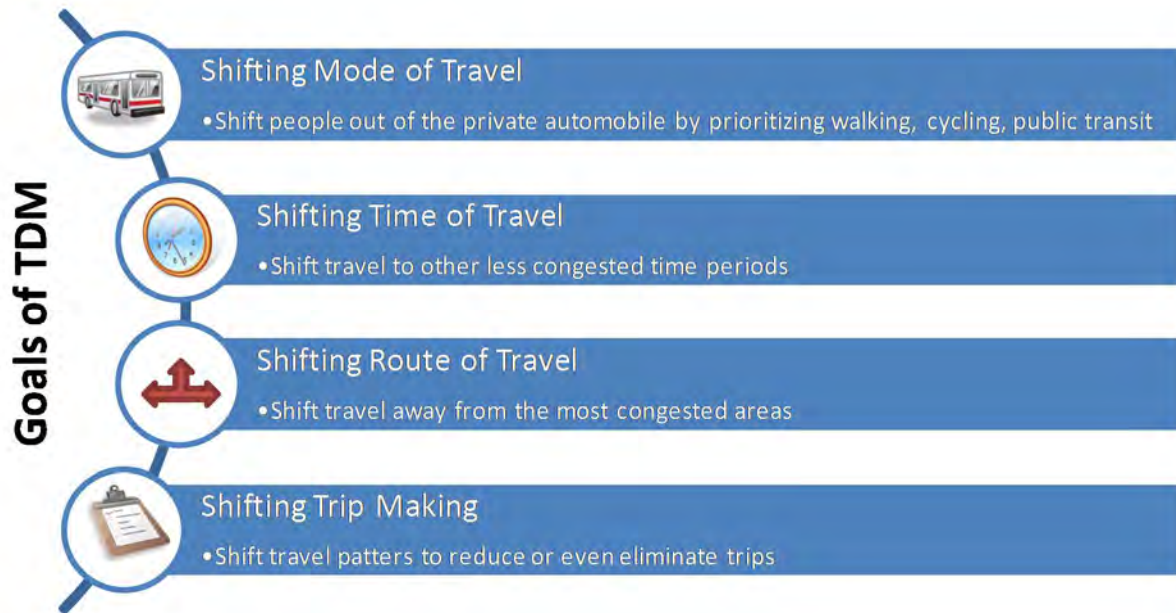 Goals of TDM
Shifting Mode of Travel
•Shift people out of the private automobile by prioritizing walking, cycling, public transit
Shifting Time of Travel
•Shift travel to other less congested time periods
Shifting Route of Travel
•Shift travel away from the most congested areas
Shifting Trip Making
•Shift travel patters to reduce or even eliminate trips